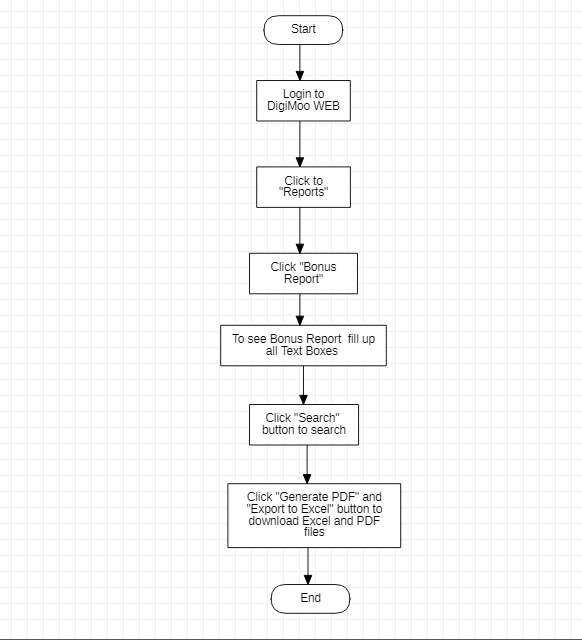 Start
Login to
DigiMoo WEB
Click to
"Reports"
Click "Bonus
Report"
To see Bonus Report  fill up
all Text Boxes
Click "Search"
button to search
Click "Generate PDF" and
"Export to Excel" button to
download Excel and PDF
files
End